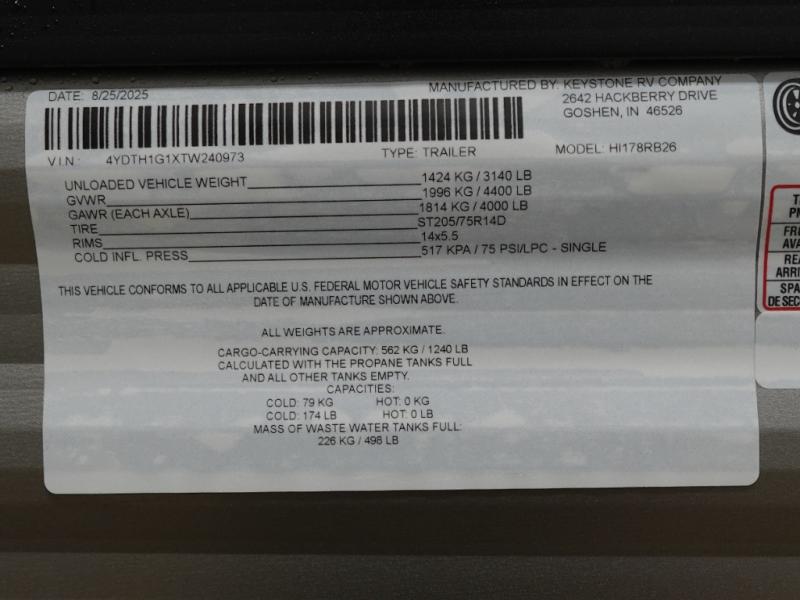 DATE: 8/25/2025
MANUFACTURED BY: KEYSTONE RV COMPANY
2642 HACKBERRY DRIVE
GOSHEN, IN 46526
V.I.N.: 4YDTH1G1XTW240973 TYPE: TRAILER MODEL: HI178RB26
UNLOADED VEHICLE WEIGHT 1424 KG / 3140 LB
GVWR 1996 KG / 4400 LB
GAWR (EACH AXLE) 1814 KG / 4000 LB
TIRE ST205/75R14D
RIMS 14x5.5
COLD INFL. PRESS 517 KPA / 75 PSI/LPC - SINGLE
THIS VEHICLE CONFORMS TO ALL APPLICABLE U.S. FEDERAL MOTOR VEHICLE SAFETY STANDARDS IN EFFECT ON THE
DATE OF MANUFACTURE SHOWN ABOVE.
ALL WEIGHTS ARE APPROXIMATE.
CARGO-CARRYING CAPACITY: 562 KG / 1240 LB
CALCULATED WITH THE PROPANE TANKS FULL
AND ALL OTHER TANKS EMPTY.
CAPACITIES:
COLD: 79 KG HOT: 0 KG
COLD: 174 LB HOT: 0 LB
MASS OF WASTE WATER TANKS FULL:
226 KG / 498 LB